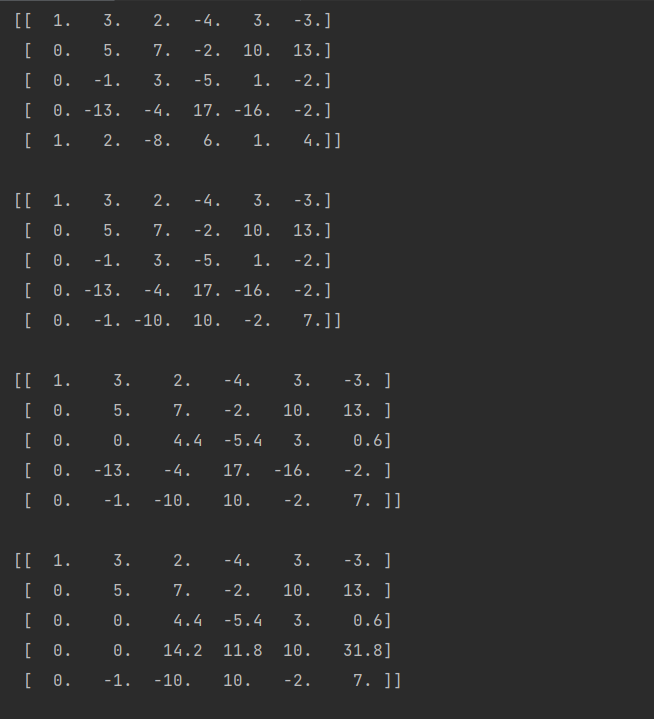 [[  1.   3.   2.  -4.   3.  -3.]
 [  0.   5.   7.  -2.  10.  13.]
 [  0.  -1.   3.  -5.   1.  -2.]
 [  0. -13.  -4.  17. -16.  -2.]
 [  1.   2.  -8.   6.   1.   4.]]
[[  1.   3.   2.  -4.   3.  -3.]
 [  0.   5.   7.  -2.  10.  13.]
 [  0.  -1.   3.  -5.   1.  -2.]
 [  0. -13.  -4.  17. -16.  -2.]
 [  0.  -1. -10.  10.  -2.   7.]]
[[  1.    3.    2.   -4.    3.   -3. ]
 [  0.    5.    7.   -2.   10.   13. ]
 [  0.    0.    4.4  -5.4   3.    0.6]
 [  0.  -13.   -4.   17.  -16.   -2. ]
 [  0.   -1.  -10.   10.   -2.    7. ]]
[[  1.    3.    2.   -4.    3.   -3. ]
 [  0.    5.    7.   -2.   10.   13. ]
 [  0.    0.    4.4  -5.4   3.    0.6]
 [  0.    0.   14.2  11.8  10.   31.8]
 [  0.   -1.  -10.   10.   -2.    7. ]]